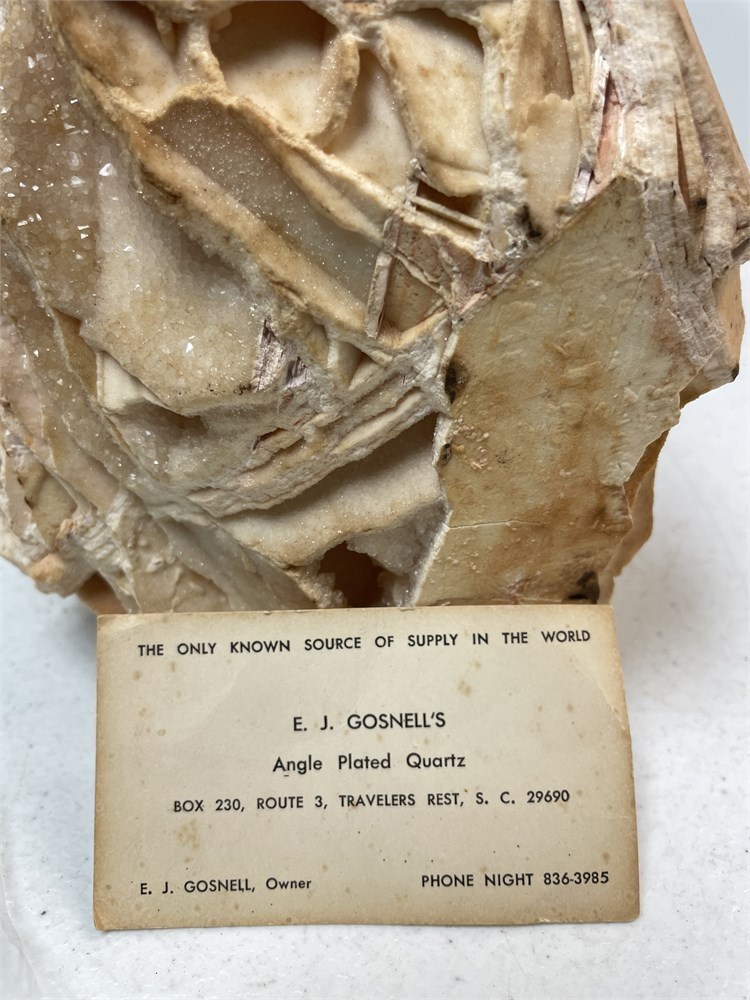 THE ONLY KNOWN SOURCE OF SUPPLY IN THE WORLD
E. J. GOSNELL'S
Angle Plated Quartz
BOX 230, ROUTE 3, TRAVELERS REST, S. C. 29690
E. J. GOSNELL, Owner
PHONE NIGHT 836-3985